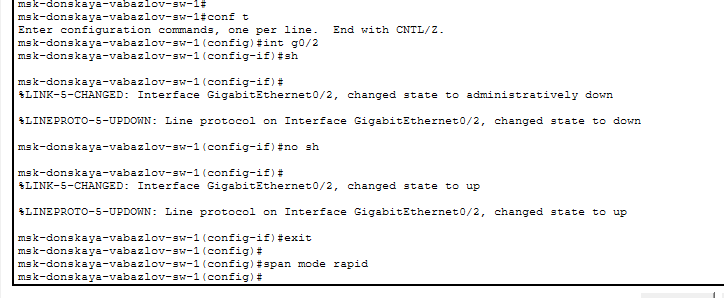 msk-donskaya-vabazlov-sw-1#
msk-donskaya-vabazlov-sw-1#conf t
Enter configuration commands, one per line.  End with CNTL/Z.
msk-donskaya-vabazlov-sw-1(config)#int g0/2
msk-donskaya-vabazlov-sw-1(config-if)#sh
msk-donskaya-vabazlov-sw-1(config-if)#
%LINK-5-CHANGED: Interface GigabitEthernet0/2, changed state to administratively down
%LINEPROTO-5-UPDOWN: Line protocol on Interface GigabitEthernet0/2, changed state to down
msk-donskaya-vabazlov-sw-1(config-if)#no sh
msk-donskaya-vabazlov-sw-1(config-if)#
%LINK-5-CHANGED: Interface GigabitEthernet0/2, changed state to up
%LINEPROTO-5-UPDOWN: Line protocol on Interface GigabitEthernet0/2, changed state to up
msk-donskaya-vabazlov-sw-1(config-if)#exit
msk-donskaya-vabazlov-sw-1(config)#
msk-donskaya-vabazlov-sw-1(config)#span mode rapid
msk-donskaya-vabazlov-sw-1(config)#